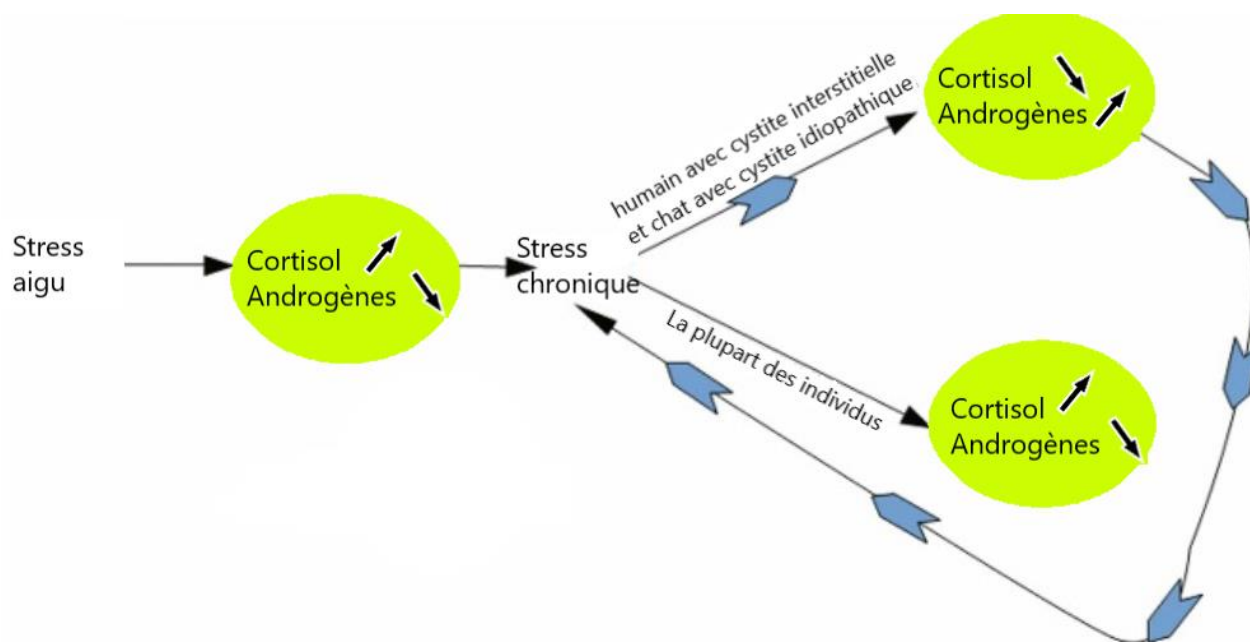 Stress
aigu
Cortisol
Androgènes
Stress
chronique
humain avec cystite interstitielle
et chat avec cystite idiopathique
Cortisol
Androgènes
La plupart des individus
Cortisol
Androgènes